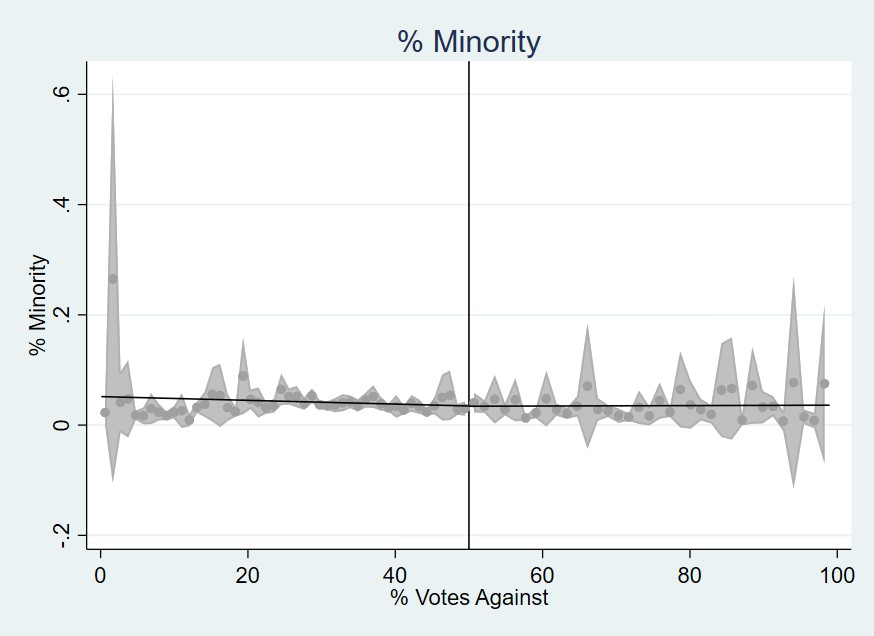 % Minority
.6
.4
.2
0
-.2
% Minority
0 20 40 60 80 100
% Votes Against